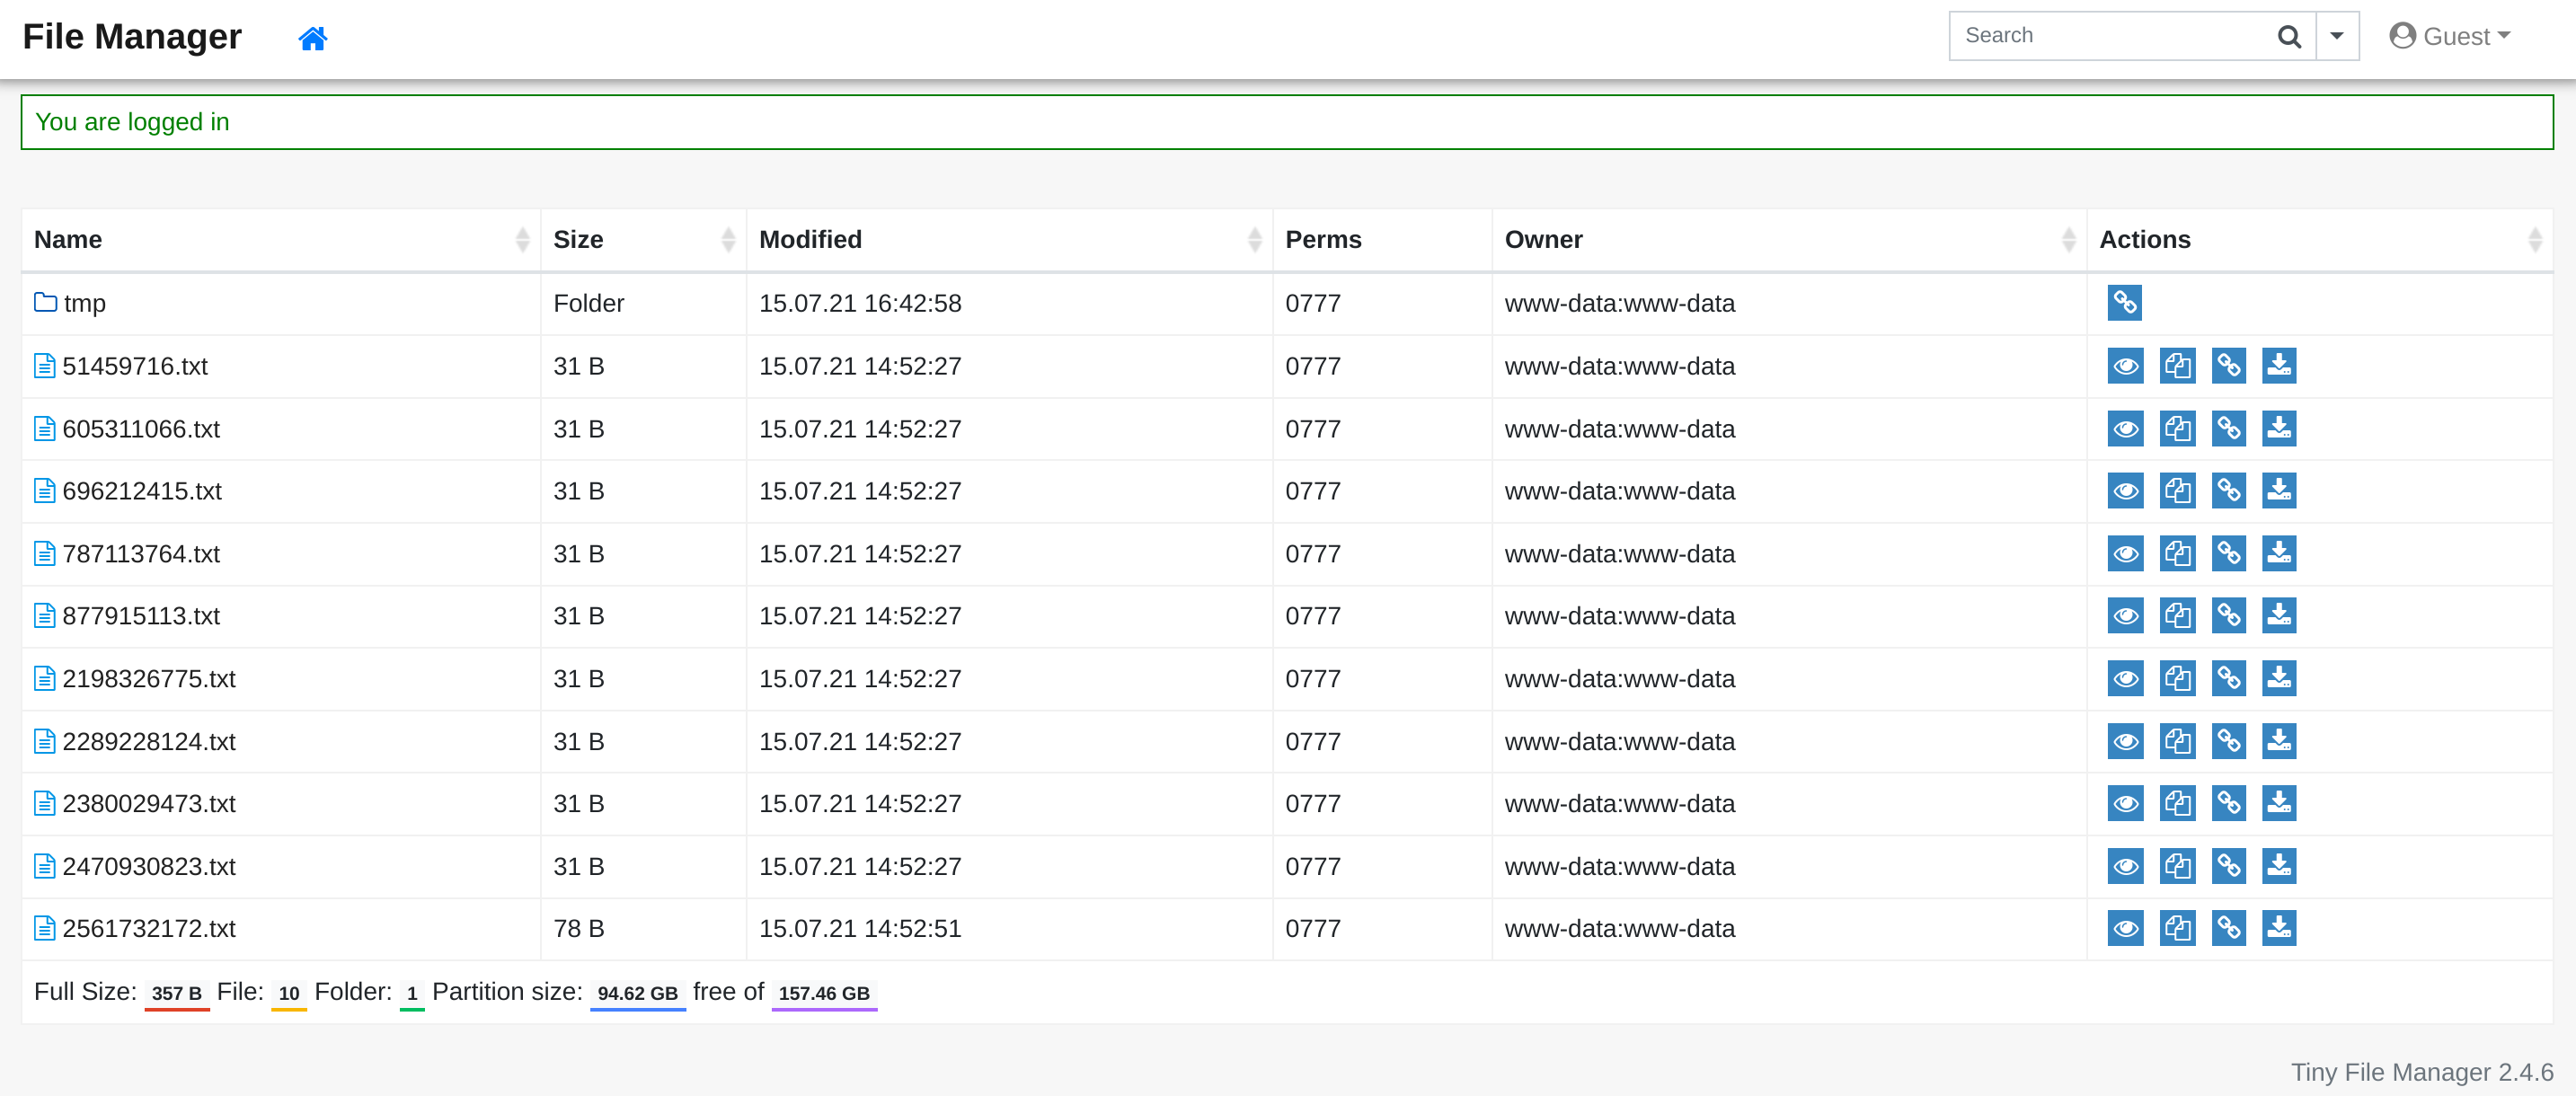 File Manager Search Guest
You are logged in
Name Size Modified Perms Owner Actions
tmp Folder 15.07.21 16:42:58 0777 www-data:www-data
51459716.txt 31 B 15.07.21 14:52:27 0777 www-data:www-data
605311066.txt 31 B 15.07.21 14:52:27 0777 www-data:www-data
696212415.txt 31 B 15.07.21 14:52:27 0777 www-data:www-data
787113764.txt 31 B 15.07.21 14:52:27 0777 www-data:www-data
877915113.txt 31 B 15.07.21 14:52:27 0777 www-data:www-data
2198326775.txt 31 B 15.07.21 14:52:27 0777 www-data:www-data
2289228124.txt 31 B 15.07.21 14:52:27 0777 www-data:www-data
2380029473.txt 31 B 15.07.21 14:52:27 0777 www-data:www-data
2470930823.txt 31 B 15.07.21 14:52:27 0777 www-data:www-data
2561732172.txt 78 B 15.07.21 14:52:51 0777 www-data:www-data
Full Size: 357 B File: 10 Folder: 1 Partition size: 94.62 GB free of 157.46 GB
Tiny File Manager 2.4.6